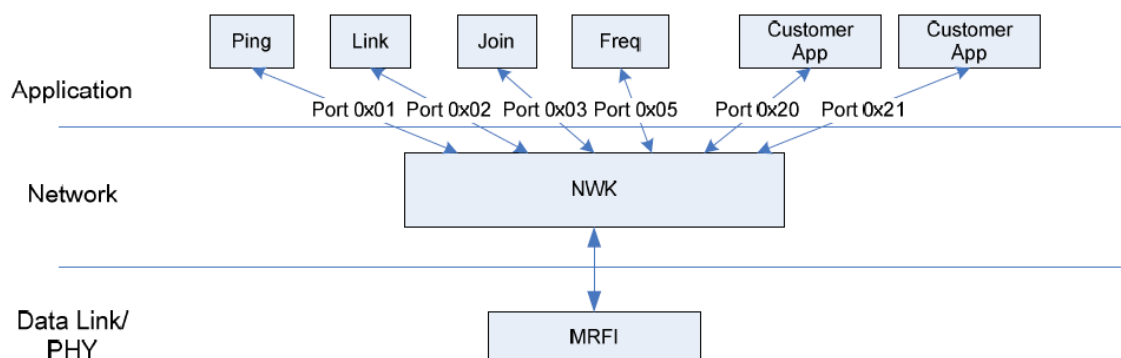 Ping
Link
Join
Freq
Customer
App
Customer
App
Application
Port 0x01
Port 0x02
Port 0x03
Port 0x05
Port 0x20
Port 0x21
Network
NWK
Data Link/
PHY
MRFI